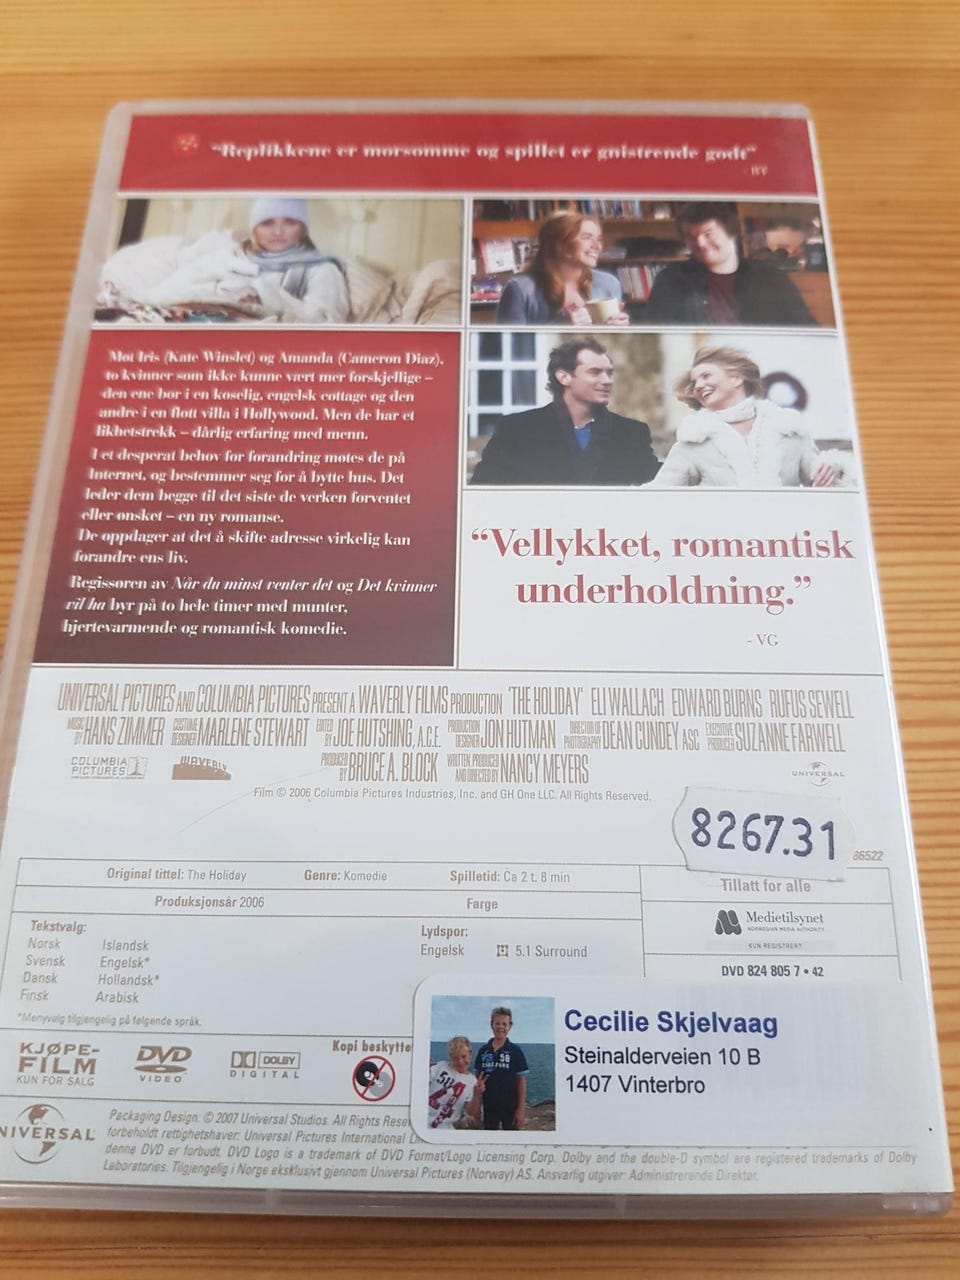 "Replikkene er morsomme og spillet er gnistrende godt"
Møt Iris (Kate Winslet) og Amanda (Cameron Diaz),
to kvinner som ikke kunne vært mer forskjellige –
den ene bor i en koselig, engelsk cottage og den
andre i en flott villa i Hollywood. Men de har et
likhetstrekk – dårlig erfaring med menn.
I et desperat behov for forandring møtes de på
Internet, og bestemmer seg for å bytte hus. Det
leder dem begge til det siste de verken forventet
eller ønsket – en ny romanse.
De oppdager at det å skifte adresse virkelig kan
forandre ens liv.
Regissøren av Når du minst venter det og Det kvinner
vil ha byr på to hele timer med munter,
hjertevarmende og romantisk komedie.
"Vellykket, romantisk
underholdning."
- VG
UNIVERSAL PICTURES AND COLUMBIA PICTURES PRESENT A WAVERLY FILMS PRODUCTION 'THE HOLIDAY' ELI WALLACH EDWARD BURNS RUFUS SEWELL
MUSIC BY HANS ZIMMER COSTUME DESIGNER MARLENE STEWART EDITED BY JOE HUTSHING, A.C.E. PRODUCTION DESIGNER JON HUTMAN DIRECTOR OF PHOTOGRAPHY DEAN CUNDEY ASC EXECUTIVE PRODUCER SUZANNE FARWELL
COLUMBIA PICTURES WAVERLY PRODUCED BY BRUCE A. BLOCK WRITTEN, PRODUCED AND DIRECTED BY NANCY MEYERS UNIVERSAL
Film © 2006 Columbia Pictures Industries, Inc. and GH One LLC. All Rights Reserved.
8267.31
86522
Original tittel: The Holiday Genre: Komedie Spilletid: Ca 2 t. 8 min
Tillatt for alle
Produksjonsår 2006 Farge
Medietilsynet
NORWEGIAN MEDIA AUTHORITY
KUN REGISTRERT
Tekstvalg:
Norsk Islandsk
Svensk Engelsk*
Dansk Hollandsk*
Finsk Arabisk
*Menyvalg tilgjengelig på følgende språk.
Lydspor:
Engelsk 5.1 Surround
DVD 824 805 7 • 42
Cecilie Skjelvaag
Steinalderveien 10 B
1407 Vinterbro
KJØPE-
FILM
KUN FOR SALG
DVD
VIDEO
DOLBY
DIGITAL
Kopi beskytte
NIVERSAL
Packaging Design: © 2007 Universal Studios. All Rights Reser
forbeholdt rettighetshaver: Universal Pictures International
denne DVD er forbudt. DVD Logo is a trademark of DVD Format/Logo Licensing Corp. Dolby and the double-D symbol are registered trademarks of Dolby
Laboratories. Tilgjengelig i Norge eksklusivt gjennom Universal Pictures (Norway) AS. Ansvarlig utgiver: Administrerende Direktør.